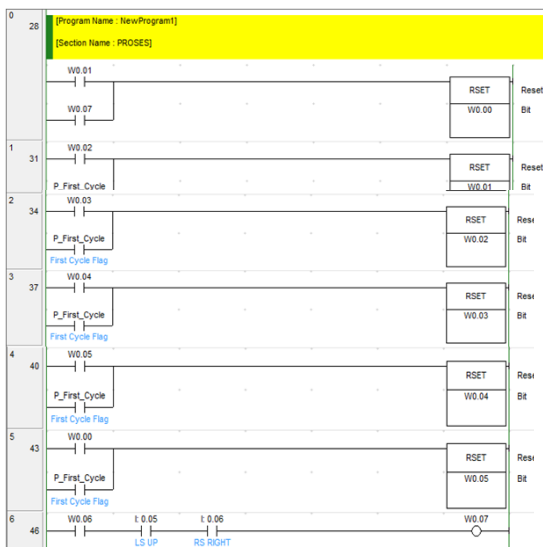 0
28
[Program Name : NewProgram1]
[Section Name : PROSES]
W0.01
RSET
Reset
W0.07
W0.00
Bit
1
31
W0.02
RSET
Reset
P_First_Cycle
W0.01
Bit
2
34
W0.03
RSET
Rese
P_First_Cycle
W0.02
Bit
First Cycle Flag
3
37
W0.04
RSET
Rese
P_First_Cycle
W0.03
Bit
First Cycle Flag
4
40
W0.05
RSET
Rese
P_First_Cycle
W0.04
Bit
First Cycle Flag
5
43
W0.00
RSET
Rese
P_First_Cycle
W0.05
Bit
First Cycle Flag
6
46
W0.06
I: 0.05
I: 0.06
W0.07
LS UP
RS RIGHT